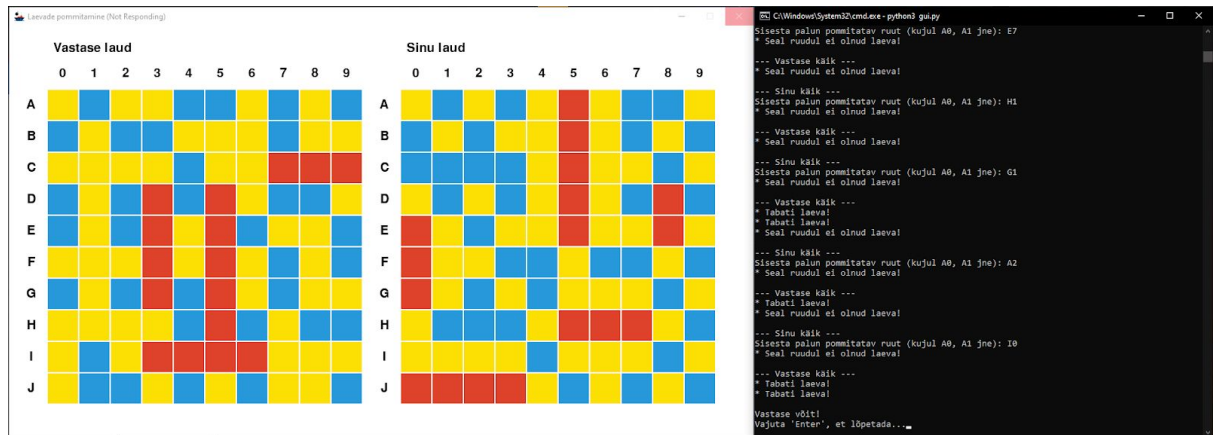 Laevade pommitamine (Not Responding)
Vastase laud
0 1 2 3 4 5 6 7 8 9
A
B
C
D
E
F
G
H
I
J
Sinu laud
0 1 2 3 4 5 6 7 8 9
A
B
C
D
E
F
G
H
I
J
C:\Windows\System32\cmd.exe - python3 gui.py
Sisesta palun pommitatav ruut (kujul A0, A1 jne): E7
* Seal ruudul ei olnud laeva!
--- Vastase käik ---
* Seal ruudul ei olnud laeva!
--- Sinu käik ---
Sisesta palun pommitatav ruut (kujul A0, A1 jne): H1
* Seal ruudul ei olnud laeva!
--- Vastase käik ---
* Seal ruudul ei olnud laeva!
--- Sinu käik ---
Sisesta palun pommitatav ruut (kujul A0, A1 jne): G1
* Seal ruudul ei olnud laeva!
--- Vastase käik ---
* Tabati laeva!
* Tabati laeva!
* Seal ruudul ei olnud laeva!
--- Sinu käik ---
Sisesta palun pommitatav ruut (kujul A0, A1 jne): A2
* Seal ruudul ei olnud laeva!
--- Vastase käik ---
* Tabati laeva!
* Seal ruudul ei olnud laeva!
--- Sinu käik ---
Sisesta palun pommitatav ruut (kujul A0, A1 jne): I0
* Seal ruudul ei olnud laeva!
--- Vastase käik ---
* Tabati laeva!
* Tabati laeva!
Vastase võit!
Vajuta 'Enter', et lõpetada...